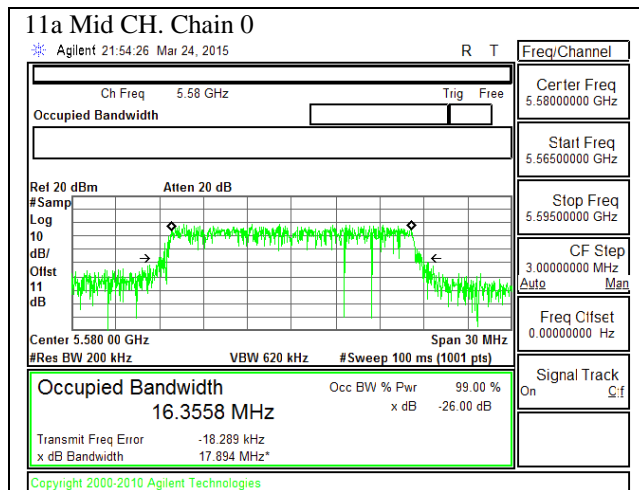 11a Mid CH. Chain 0
Agilent 21:54:26 Mar 24, 2015 R T
Freq/Channel
Ch Freq 5.58 GHz Trig Free
Occupied Bandwidth
Center Freq
5.58000000 GHz
Start Freq
5.56500000 GHz
Stop Freq
5.59500000 GHz
CF Step
3.00000000 MHz
Auto Man
Freq Offset
0.00000000 Hz
Signal Track
On Off
Ref 20 dBm Atten 20 dB
#Samp
Log
10
dB/
Offst
11
dB
Center 5.580 00 GHz Span 30 MHz
#Res BW 200 kHz VBW 620 kHz #Sweep 100 ms (1001 pts)
Occupied Bandwidth Occ BW % Pwr 99.00 %
16.3558 MHz x dB -26.00 dB
Transmit Freq Error -18.289 kHz
x dB Bandwidth 17.894 MHz*
Copyright 2000-2010 Agilent Technologies